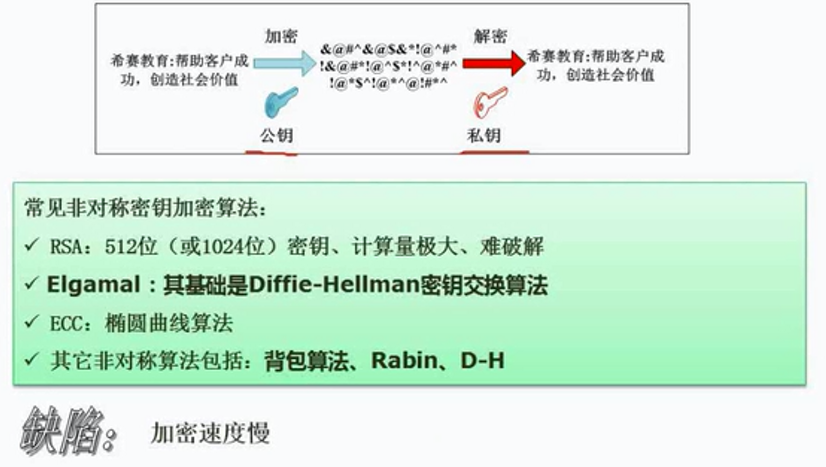 加密
解密
希赛教育:帮助客户成
功，创造社会价值
&@#^&@$&*!@^#*
!&@#*!@^$*!^@*#^
!@*$^!@*^@!#*^
希赛教育:帮助客户成
功，创造社会价值
公钥
私钥
常见非对称密钥加密算法：
✓ RSA：512位（或1024位）密钥、计算量极大、难破解
✓ Elgamal：其基础是Diffie-Hellman密钥交换算法
✓ ECC：椭圆曲线算法
✓ 其它非对称算法包括：背包算法、Rabin、D-H
缺陷：
加密速度慢